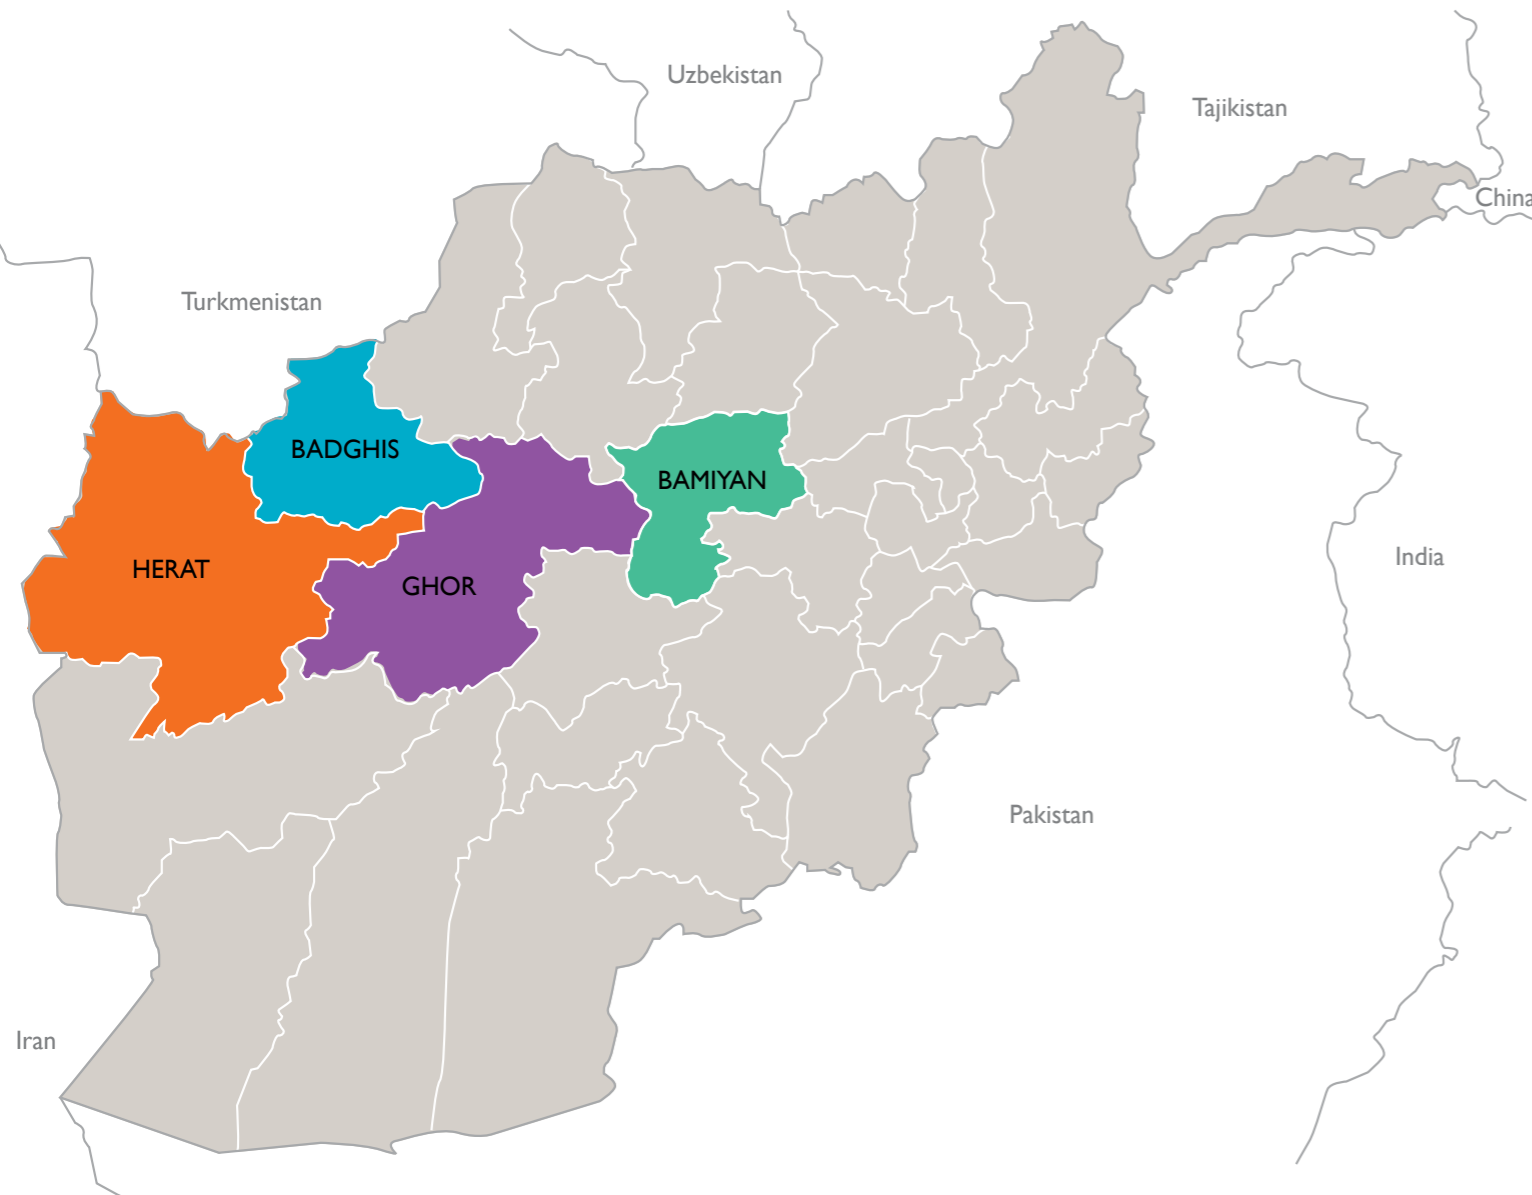 Uzbekistan
Tajikistan
China
Turkmenistan
BADGHIS
BAMIYAN
HERAT
GHOR
India
Pakistan
Iran